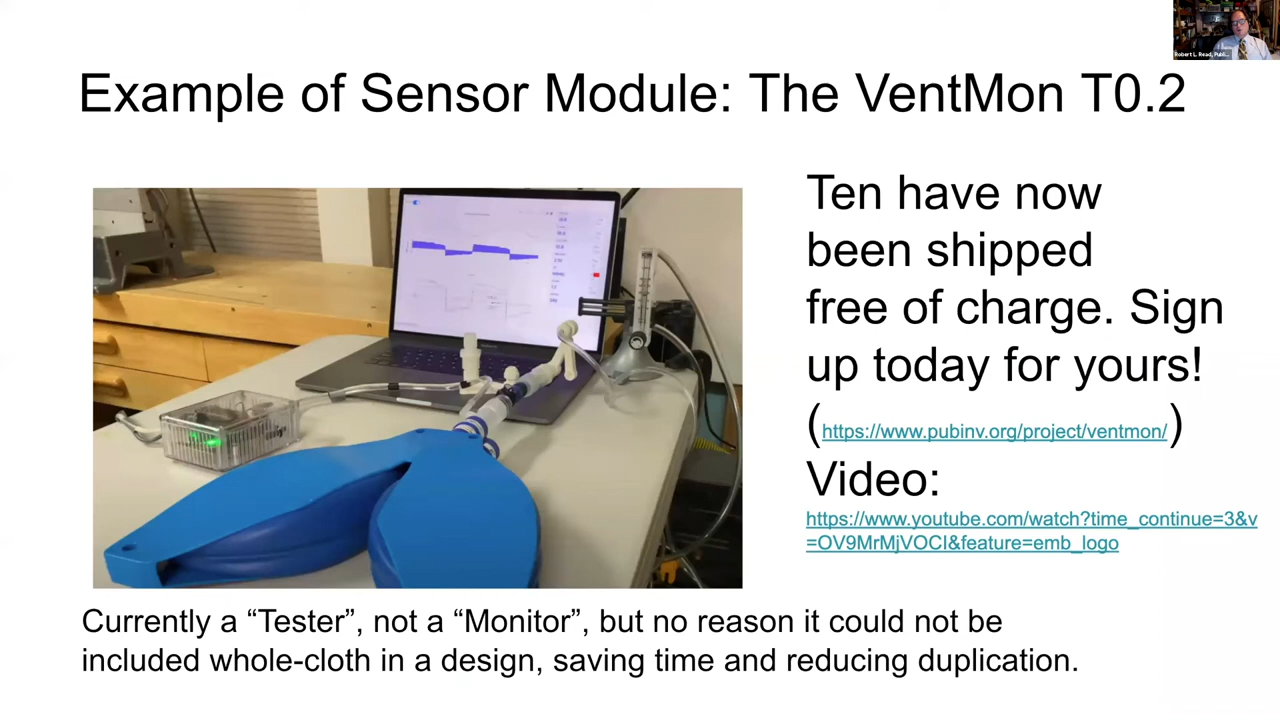 Robert L. Read, Publi...
Example of Sensor Module: The VentMon T0.2
Ten have now
been shipped
free of charge. Sign
up today for yours!
(https://www.pubinv.org/project/ventmon/)
Video:
https://www.youtube.com/watch?time_continue=3&v
=OV9MrMjVOCI&feature=emb_logo
Currently a “Tester”, not a “Monitor”, but no reason it could not be
included whole-cloth in a design, saving time and reducing duplication.